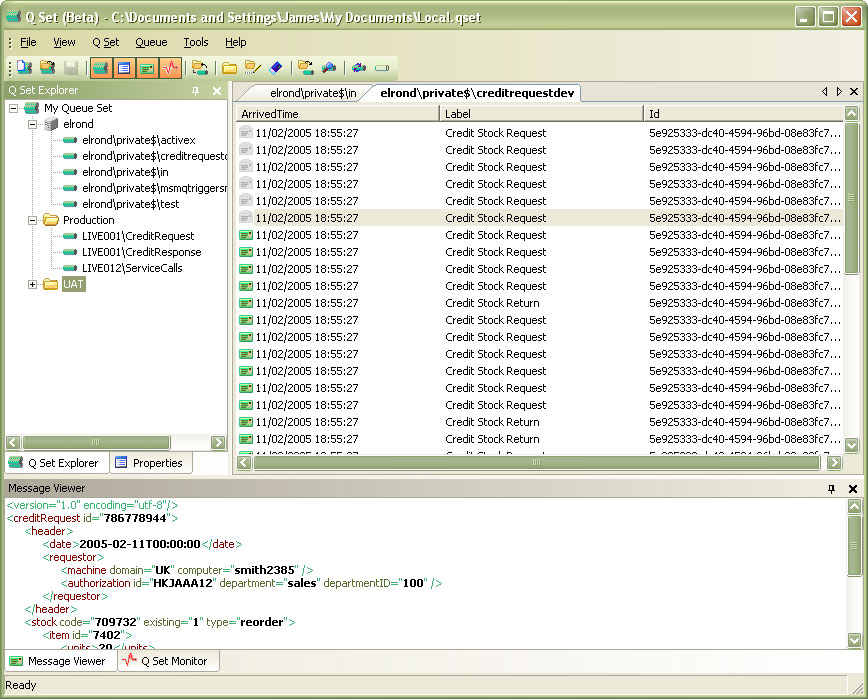 Q Set (Beta) - C:\Documents and Settings\James\My Documents\Local.qset
File View Q Set Queue Tools Help
Q Set Explorer
My Queue Set
elrond
elrond\private$\activex
elrond\private$\creditrequestd
elrond\private$\in
elrond\private$\msmqtriggersn
elrond\private$\test
Production
LIVE001\CreditRequest
LIVE001\CreditResponse
LIVE012\ServiceCalls
UAT
Q Set Explorer Properties
elrond\private$\in elrond\private$\creditrequestdev
ArrivedTime Label Id
11/02/2005 18:55:27 Credit Stock Request 5e925333-dc40-4594-96bd-08e83fc7...
11/02/2005 18:55:27 Credit Stock Request 5e925333-dc40-4594-96bd-08e83fc7...
11/02/2005 18:55:27 Credit Stock Request 5e925333-dc40-4594-96bd-08e83fc7...
11/02/2005 18:55:27 Credit Stock Request 5e925333-dc40-4594-96bd-08e83fc7...
11/02/2005 18:55:27 Credit Stock Request 5e925333-dc40-4594-96bd-08e83fc7...
11/02/2005 18:55:27 Credit Stock Request 5e925333-dc40-4594-96bd-08e83fc7...
11/02/2005 18:55:27 Credit Stock Request 5e925333-dc40-4594-96bd-08e83fc7...
11/02/2005 18:55:27 Credit Stock Request 5e925333-dc40-4594-96bd-08e83fc7...
11/02/2005 18:55:27 Credit Stock Request 5e925333-dc40-4594-96bd-08e83fc7...
11/02/2005 18:55:27 Credit Stock Request 5e925333-dc40-4594-96bd-08e83fc7...
11/02/2005 18:55:27 Credit Stock Return 5e925333-dc40-4594-96bd-08e83fc7...
11/02/2005 18:55:27 Credit Stock Request 5e925333-dc40-4594-96bd-08e83fc7...
11/02/2005 18:55:27 Credit Stock Request 5e925333-dc40-4594-96bd-08e83fc7...
11/02/2005 18:55:27 Credit Stock Request 5e925333-dc40-4594-96bd-08e83fc7...
11/02/2005 18:55:27 Credit Stock Request 5e925333-dc40-4594-96bd-08e83fc7...
11/02/2005 18:55:27 Credit Stock Request 5e925333-dc40-4594-96bd-08e83fc7...
11/02/2005 18:55:27 Credit Stock Request 5e925333-dc40-4594-96bd-08e83fc7...
11/02/2005 18:55:27 Credit Stock Return 5e925333-dc40-4594-96bd-08e83fc7...
11/02/2005 18:55:27 Credit Stock Return 5e925333-dc40-4594-96bd-08e83fc7...
Message Viewer
<version="1.0" encoding="utf-8"/>
<creditRequest id="786778944">
<header>
<date>2005-02-11T00:00:00</date>
<requestor>
<machine domain="UK" computer="smith2385" />
<authorization id="HKJAAA12" department="sales" departmentID="100" />
</requestor>
</header>
<stock code="709732" existing="1" type="reorder">
<item id="7402">
<units>20</units>
Message Viewer Q Set Monitor
Ready